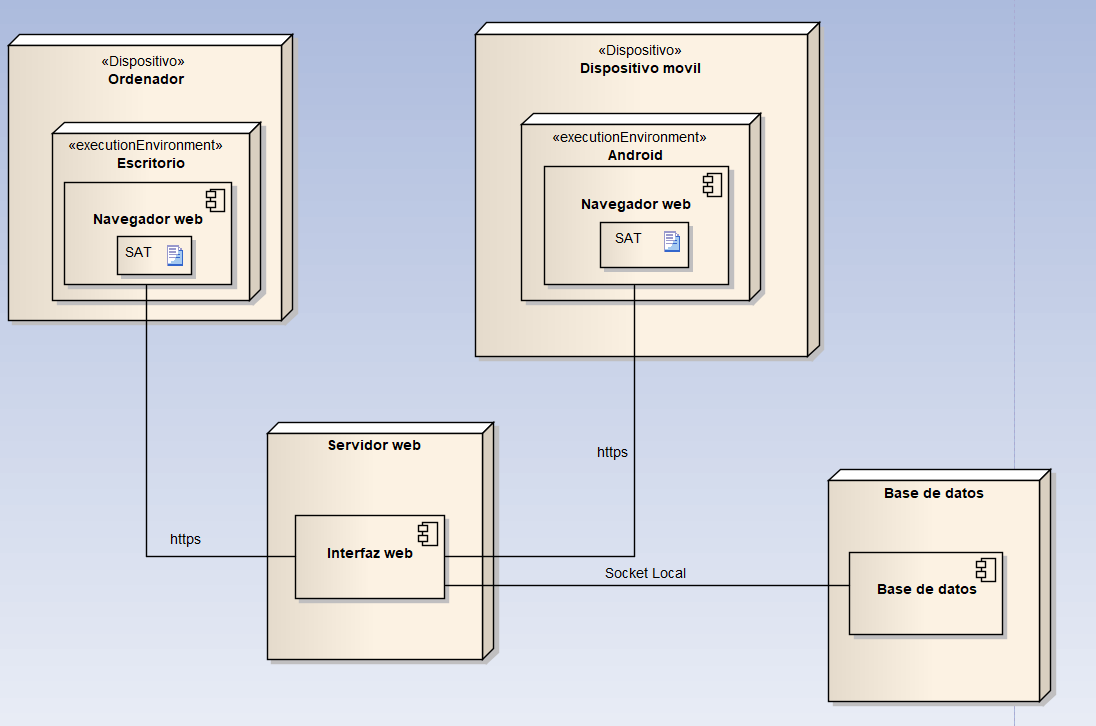 «Dispositivo»
Ordenador
«executionEnvironment»
Escritorio
Navegador web
SAT
«Dispositivo»
Dispositivo movil
«executionEnvironment»
Android
Navegador web
SAT
Servidor web
Interfaz web
https
https
Socket Local
Base de datos
Base de datos